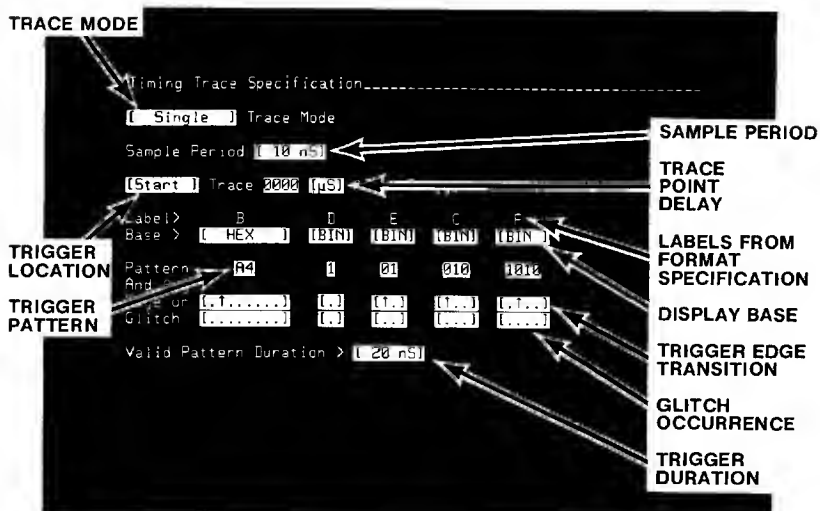 TRACE MODE
Timing Trace Specification
[ Single ] Trace Mode
Sample Period [ 10 nS]
[Start ] Trace 0000 [µS]
Label> B D E C F
Base > [ HEX ] [BIN] [BIN] [BIN] [BIN ]
Pattern A4 1 01 010 1010
And
or [.↑......] [.] [↑.] [↑..] [.↑..]
Glitch [........] [.] [..] [...] [....]
Valid Pattern Duration > [ 20 nS]
TRIGGER
LOCATION
TRIGGER
PATTERN
SAMPLE PERIOD
TRACE
POINT
DELAY
LABELS FROM
FORMAT
SPECIFICATION
DISPLAY BASE
TRIGGER EDGE
TRANSITION
GLITCH
OCCURRENCE
TRIGGER
DURATION